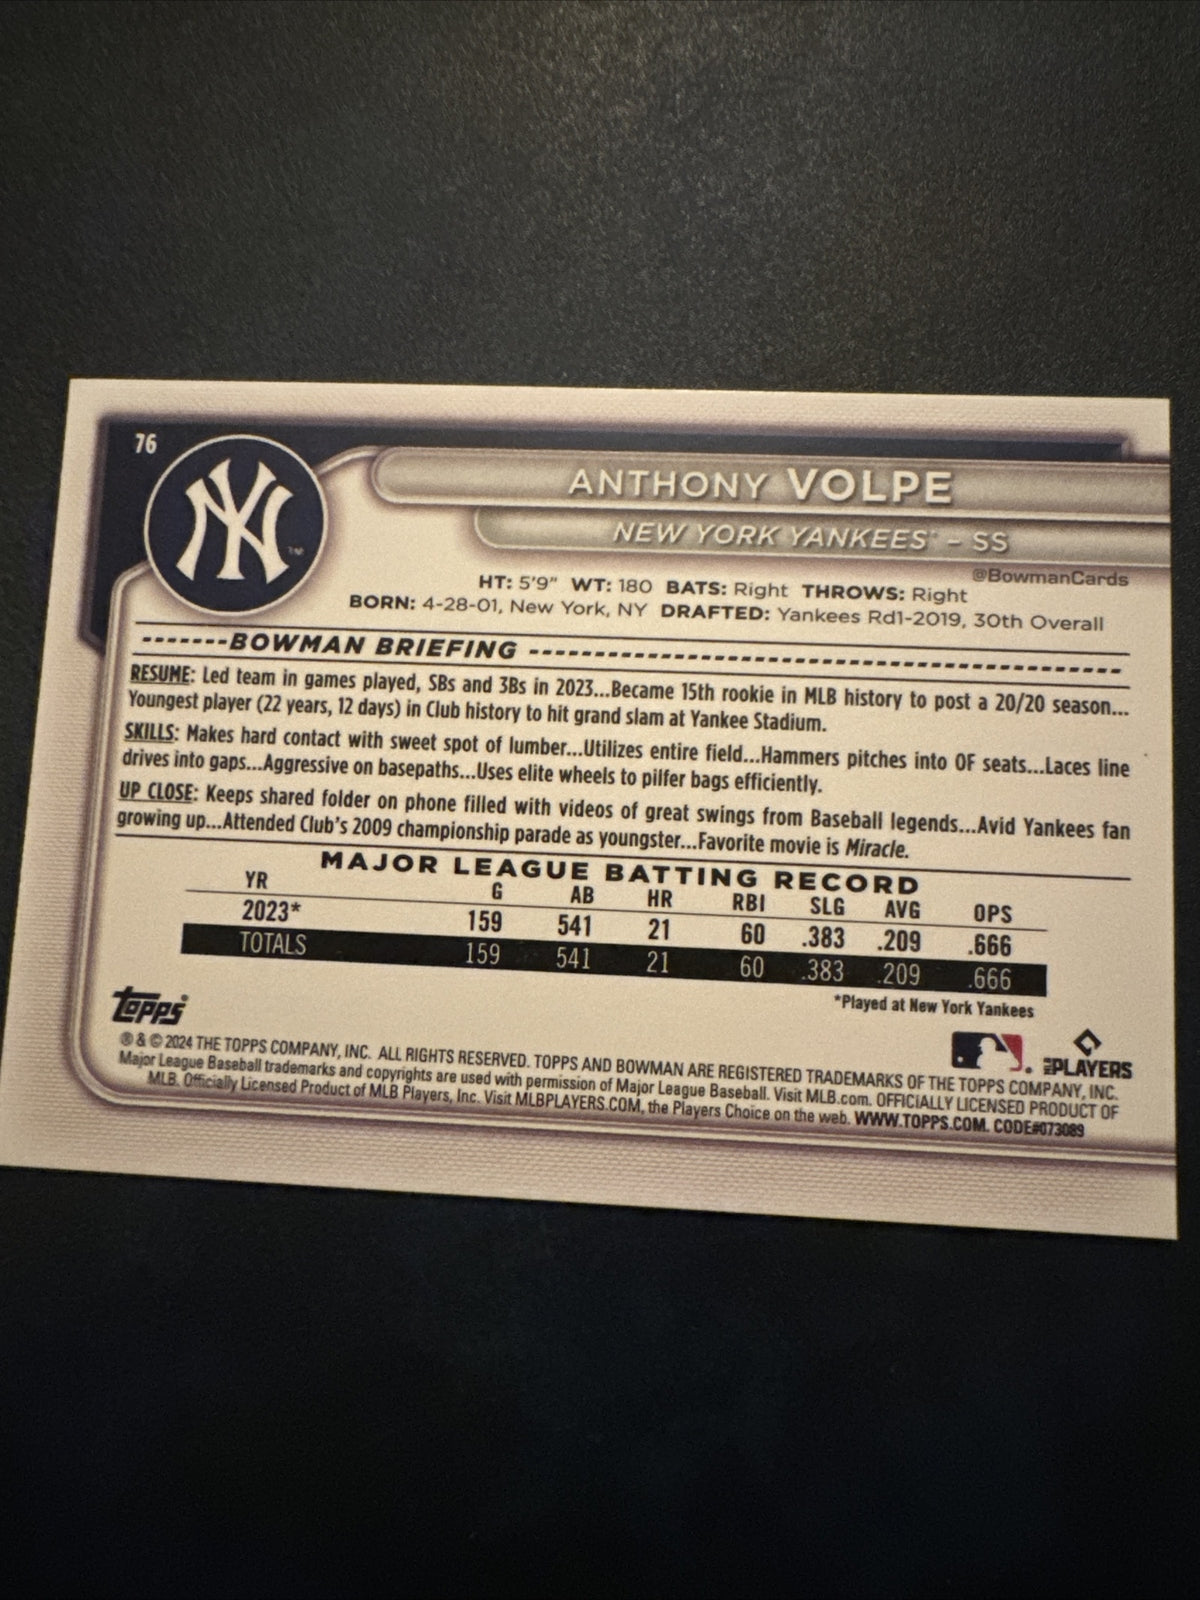 76
NY
TM
ANTHONY VOLPE
NEW YORK YANKEES™ – SS
@BowmanCards
HT: 5'9" WT: 180 BATS: Right THROWS: Right
BORN: 4-28-01, New York, NY DRAFTED: Yankees Rd1-2019, 30th Overall
BOWMAN BRIEFING
RESUME: Led team in games played, SBs and 3Bs in 2023...Became 15th rookie in MLB history to post a 20/20 season...
Youngest player (22 years, 12 days) in Club history to hit grand slam at Yankee Stadium.
SKILLS: Makes hard contact with sweet spot of lumber...Utilizes entire field...Hammers pitches into OF seats...Laces line
drives into gaps...Aggressive on basepaths...Uses elite wheels to pilfer bags efficiently.
UP CLOSE: Keeps shared folder on phone filled with videos of great swings from Baseball legends...Avid Yankees fan
growing up...Attended Club's 2009 championship parade as youngster...Favorite movie is Miracle.
MAJOR LEAGUE BATTING RECORD
YR G AB HR RBI SLG AVG OPS
2023* 159 541 21 60 .383 .209 .666
TOTALS 159 541 21 60 .383 .209 .666
*Played at New York Yankees
Topps®
MLB PLAYERS
® & © 2024 THE TOPPS COMPANY, INC. ALL RIGHTS RESERVED. TOPPS AND BOWMAN ARE REGISTERED TRADEMARKS OF THE TOPPS COMPANY, INC.
Major League Baseball trademarks and copyrights are used with permission of Major League Baseball. Visit MLB.com. OFFICIALLY LICENSED PRODUCT OF
MLB. Officially Licensed Product of MLB Players, Inc. Visit MLBPLAYERS.COM, the Players Choice on the web. WWW.TOPPS.COM. CODE#073089